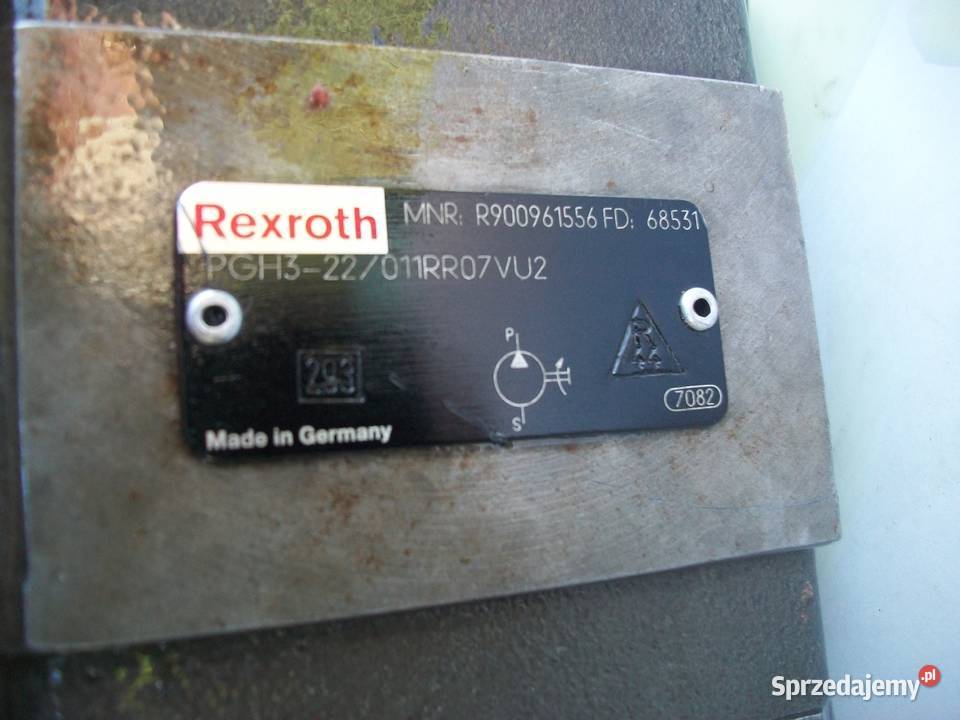 Rexroth MNR: R900961556 FD: 68531
PGH3-22/011RR07VU2
P
293
S
7082
Made in Germany
Sprzedajemy.pl